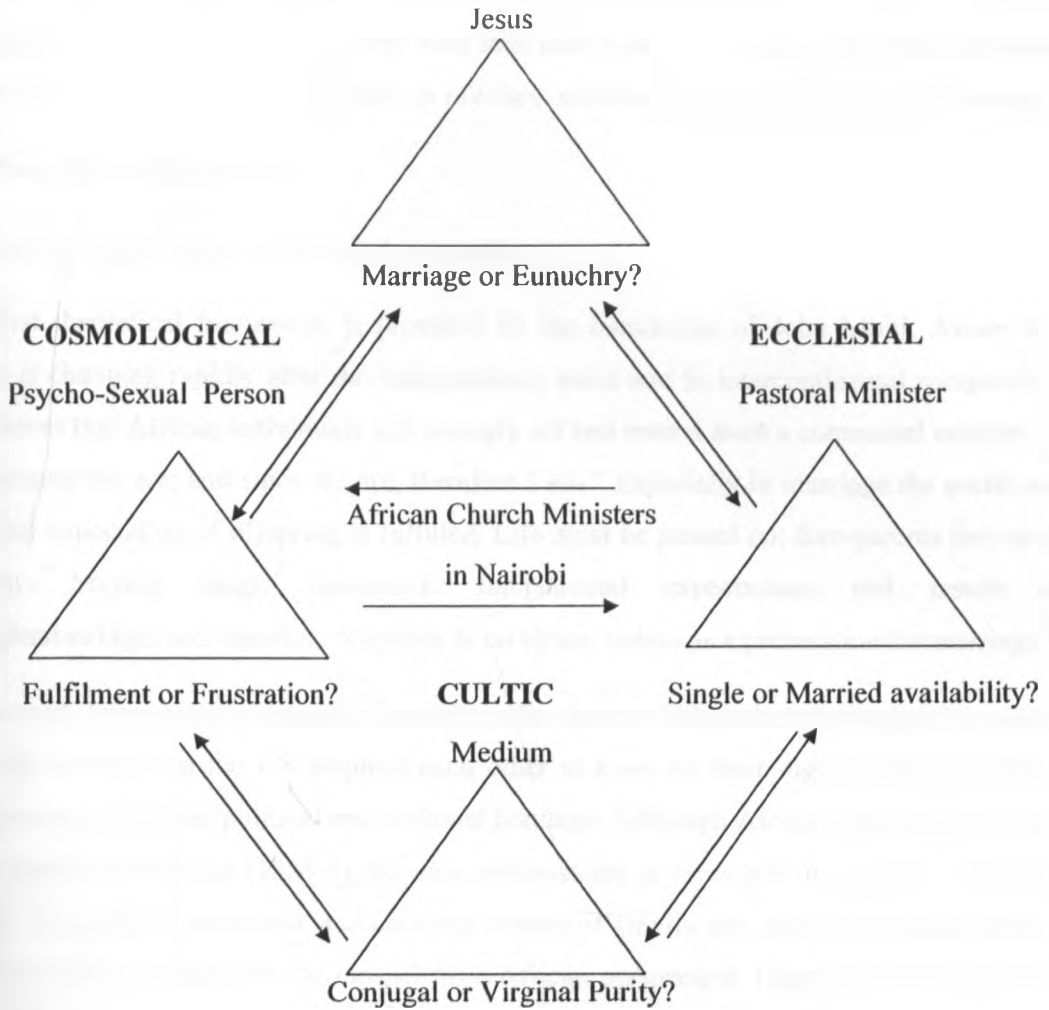 Jesus
Marriage or Eunuchry?
COSMOLOGICAL
Psycho-Sexual Person
ECCLESIAL
Pastoral Minister
African Church Ministers
in Nairobi
Fulfilment or Frustration?
CULTIC
Medium
Single or Married availability?
Conjugal or Virginal Purity?